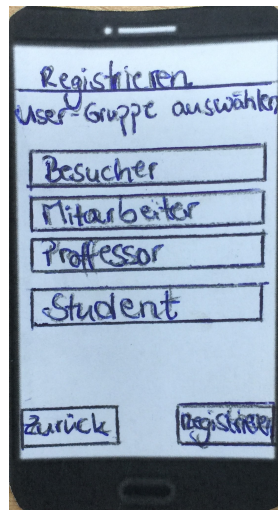 Registrieren
User-Gruppe auswählen
Besucher
Mitarbeiter
Proffessor
Student
Zurück Registrieren